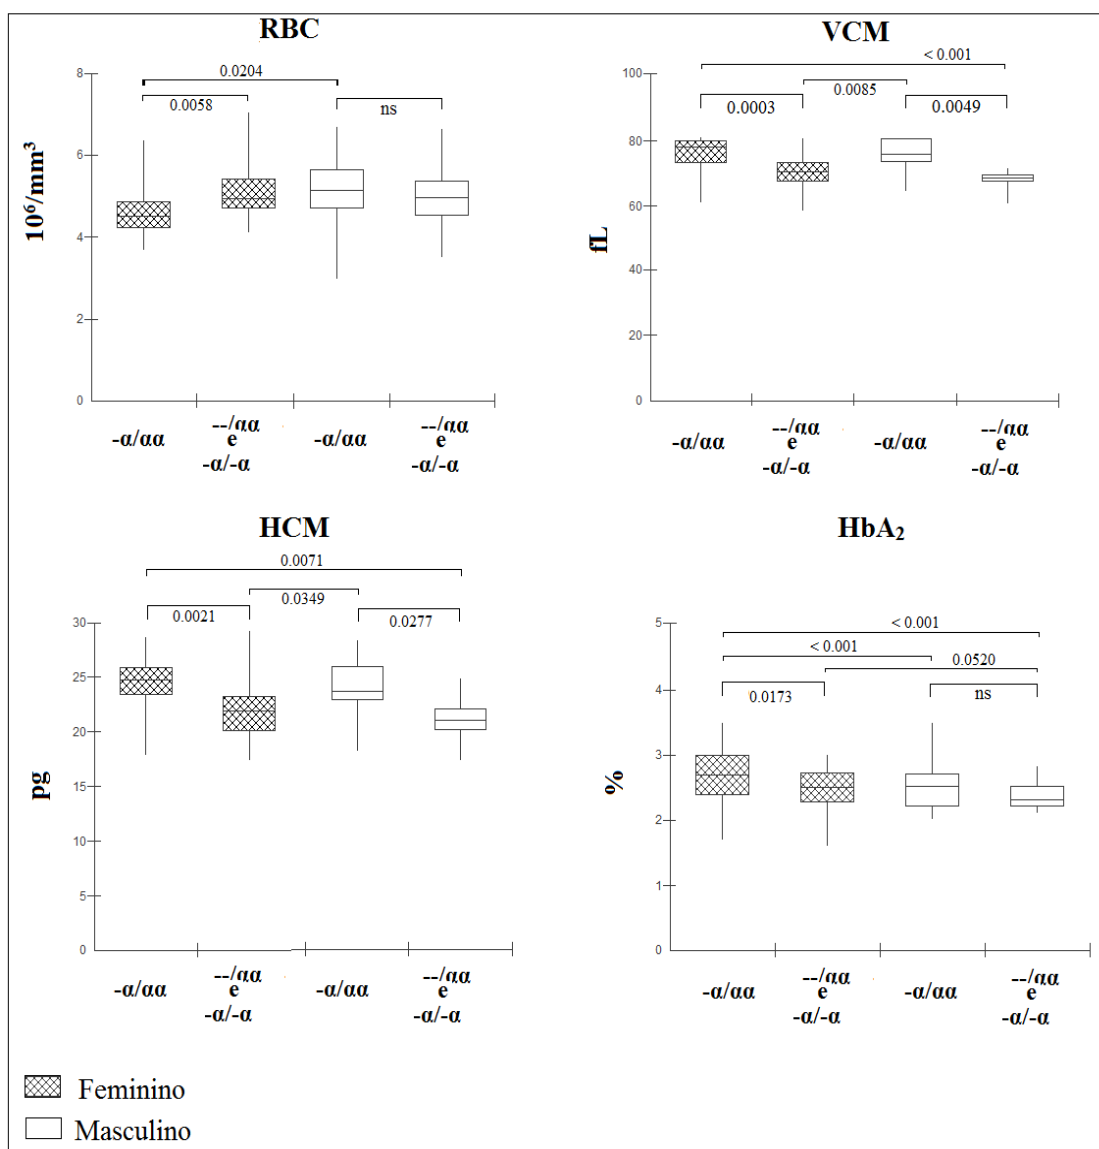 RBC
0.0204
0.0058
ns
8
6
4
2
0
10⁶/mm³
-α/αα
--/αα
e
-α/-α
-α/αα
--/αα
e
-α/-α
VCM
< 0.001
0.0085
0.0003
0.0049
100
80
60
40
20
0
fL
-α/αα
--/αα
e
-α/-α
-α/αα
--/αα
e
-α/-α
HCM
0.0071
0.0349
0.0021
0.0277
30
25
20
15
10
5
0
pg
-α/αα
--/αα
e
-α/-α
-α/αα
--/αα
e
-α/-α
HbA₂
< 0.001
< 0.001
0.0520
0.0173
ns
5
4
3
2
1
0
%
-α/αα
--/αα
e
-α/-α
-α/αα
--/αα
e
-α/-α
Feminino
Masculino